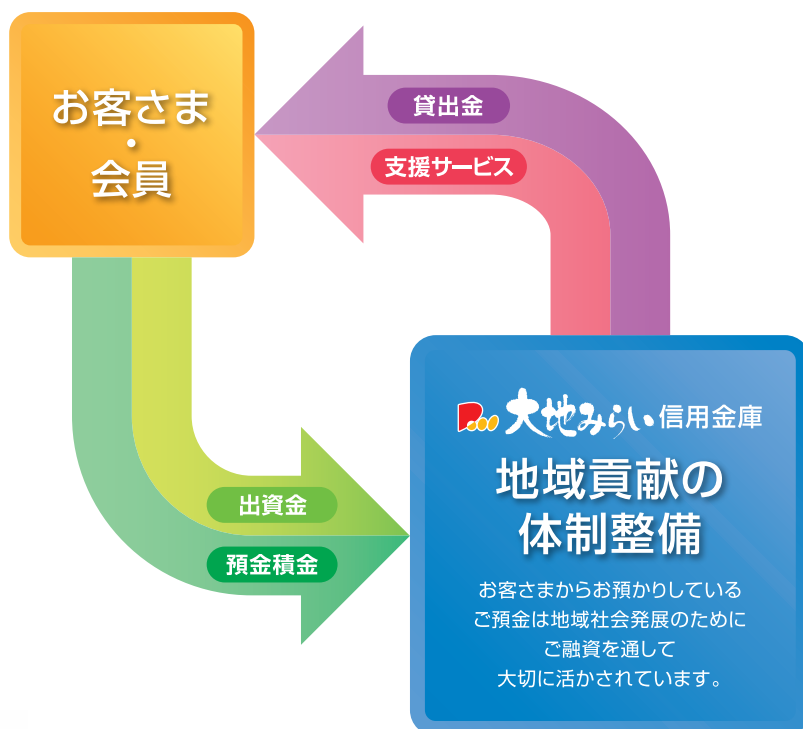 お客さま
・
会員
貸出金
支援サービス
出資金
預金積金
大地みらい信用金庫
地域貢献の
体制整備
お客さまからお預かりしている
ご預金は地域社会発展のために
ご融資を通して
大切に活かされています。